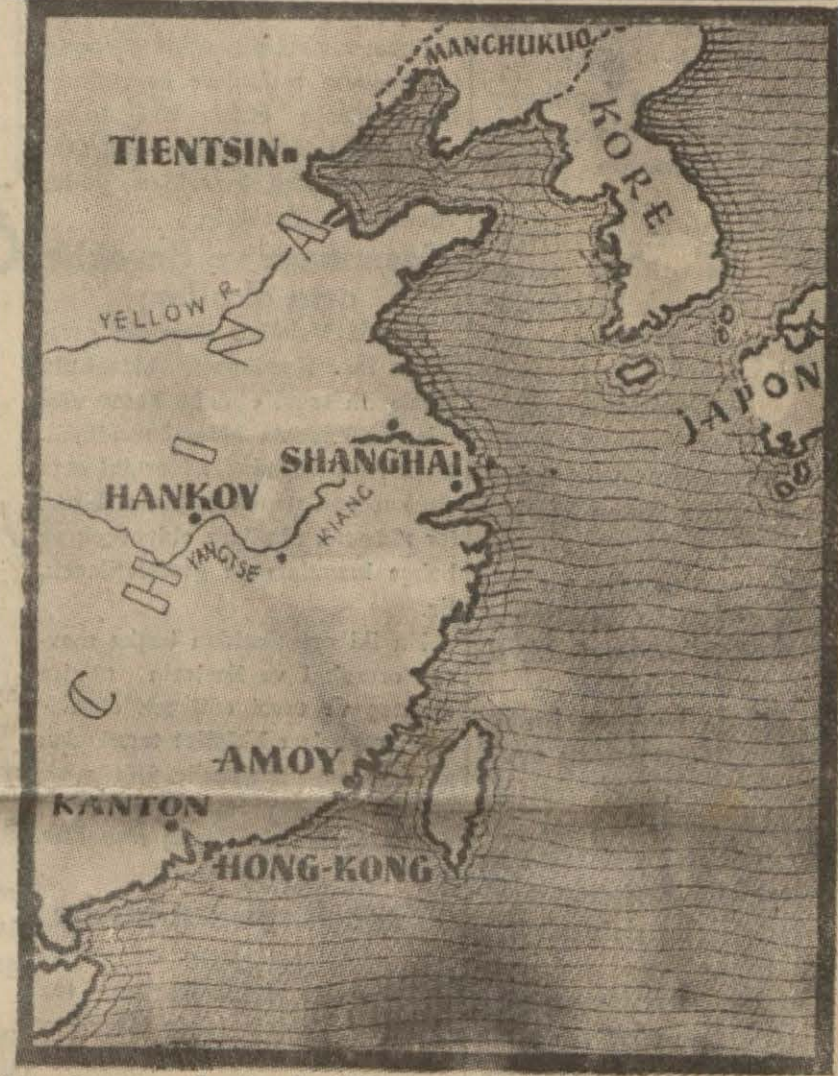 MANCHUKUO
TIENTSIN
KORE
YELLOW R.
JAPON
SHANGHAI
HANKOV
YANGTSE KIANG
CHINA
AMOY
KANTON
HONG-KONG